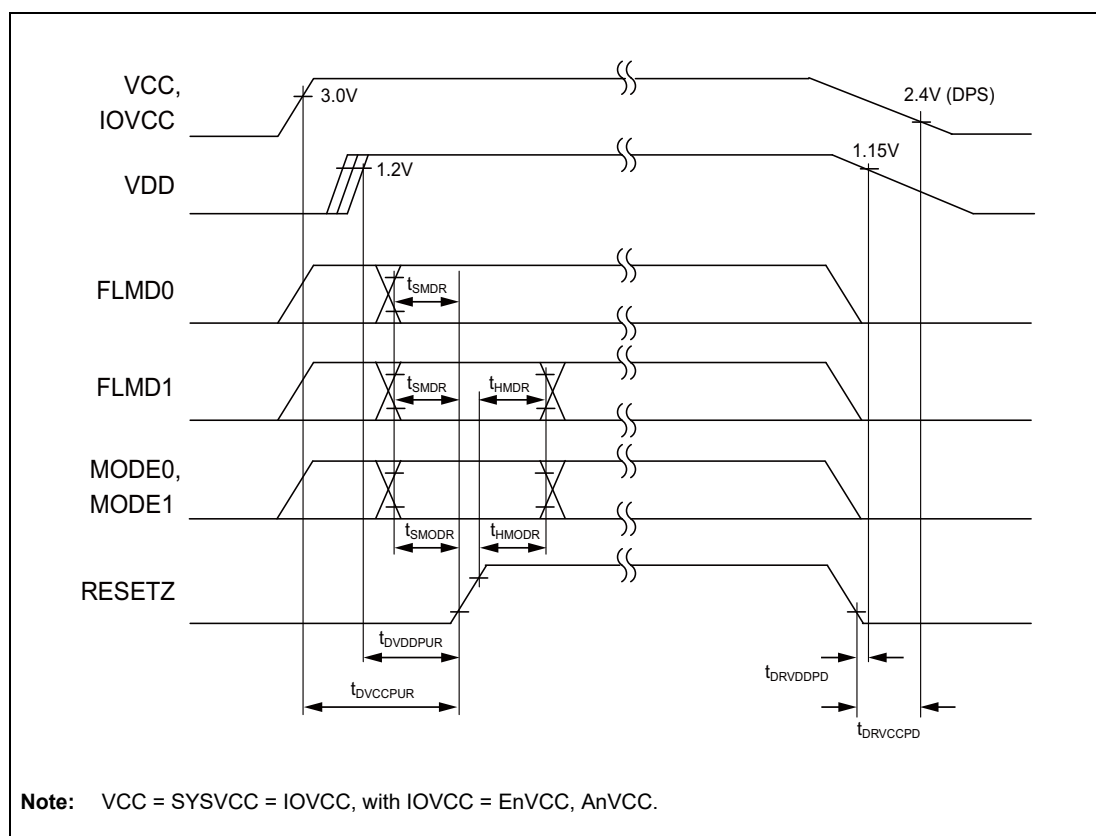 VCC,
IOVCC
3.0V
2.4V (DPS)
VDD
1.2V
1.15V
FLMD0
tSMDR
FLMD1
tSMDR
tHMDR
MODE0,
MODE1
tSMODR
tHMODR
RESETZ
tDVDDPUR
tDRVDDPD
tDVCCPUR
tDRVCCPD
Note: VCC = SYSVCC = IOVCC, with IOVCC = EnVCC, AnVCC.